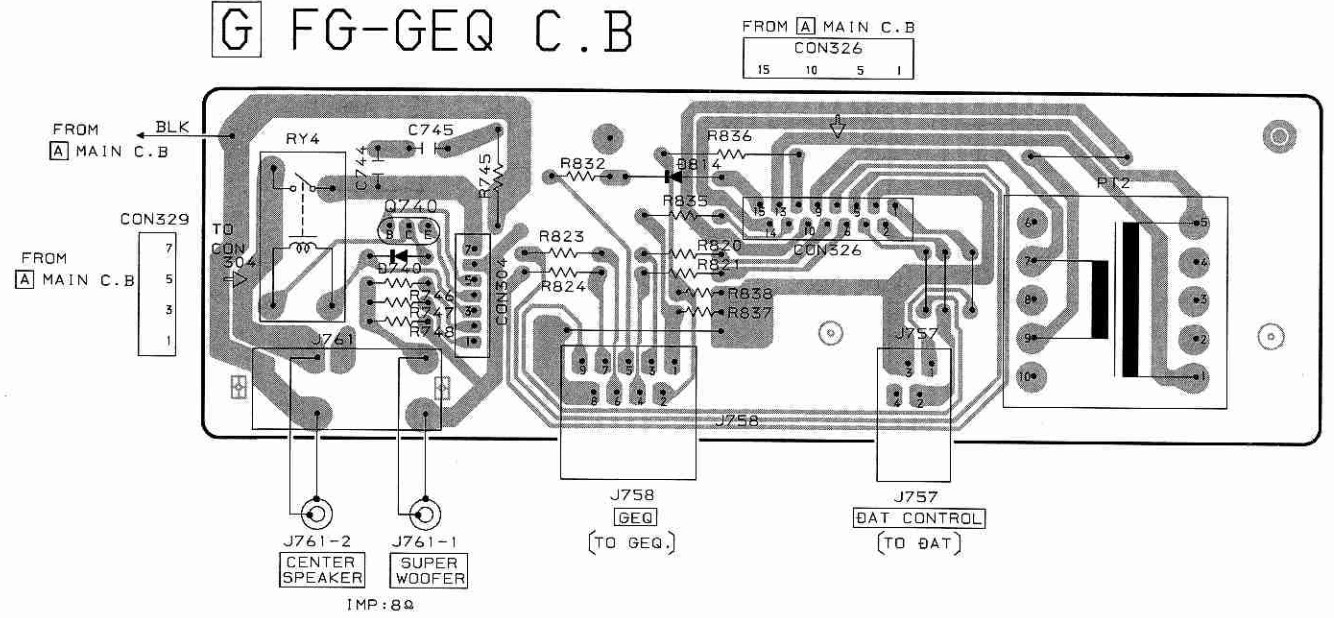 G FG-GEQ C.B
FROM A MAIN C.B
CON326
15 10 5 1
FROM BLK
A MAIN C.B
RY4
C744
C745
R745
R832
D814
R836
R835
PT2
CON329
7
5
3
1
FROM
A MAIN C.B
TO
CON
304
Q740
B C E
D740
R746
R747
R748
7
5
3
1
CON304
R823
R824
R820
R821
R838
R837
15 13 9 5 1
14 10 6 2
CON326
6
7
8
9
10
5
4
3
2
1
J761
9 7 5 3 1
8 6 4 2
J758
J757
3 1
4 2
J761-2
CENTER
SPEAKER
J761-1
SUPER
WOOFER
IMP:8Ω
J758
GEQ
(TO GEQ.)
J757
DAT CONTROL
(TO DAT)